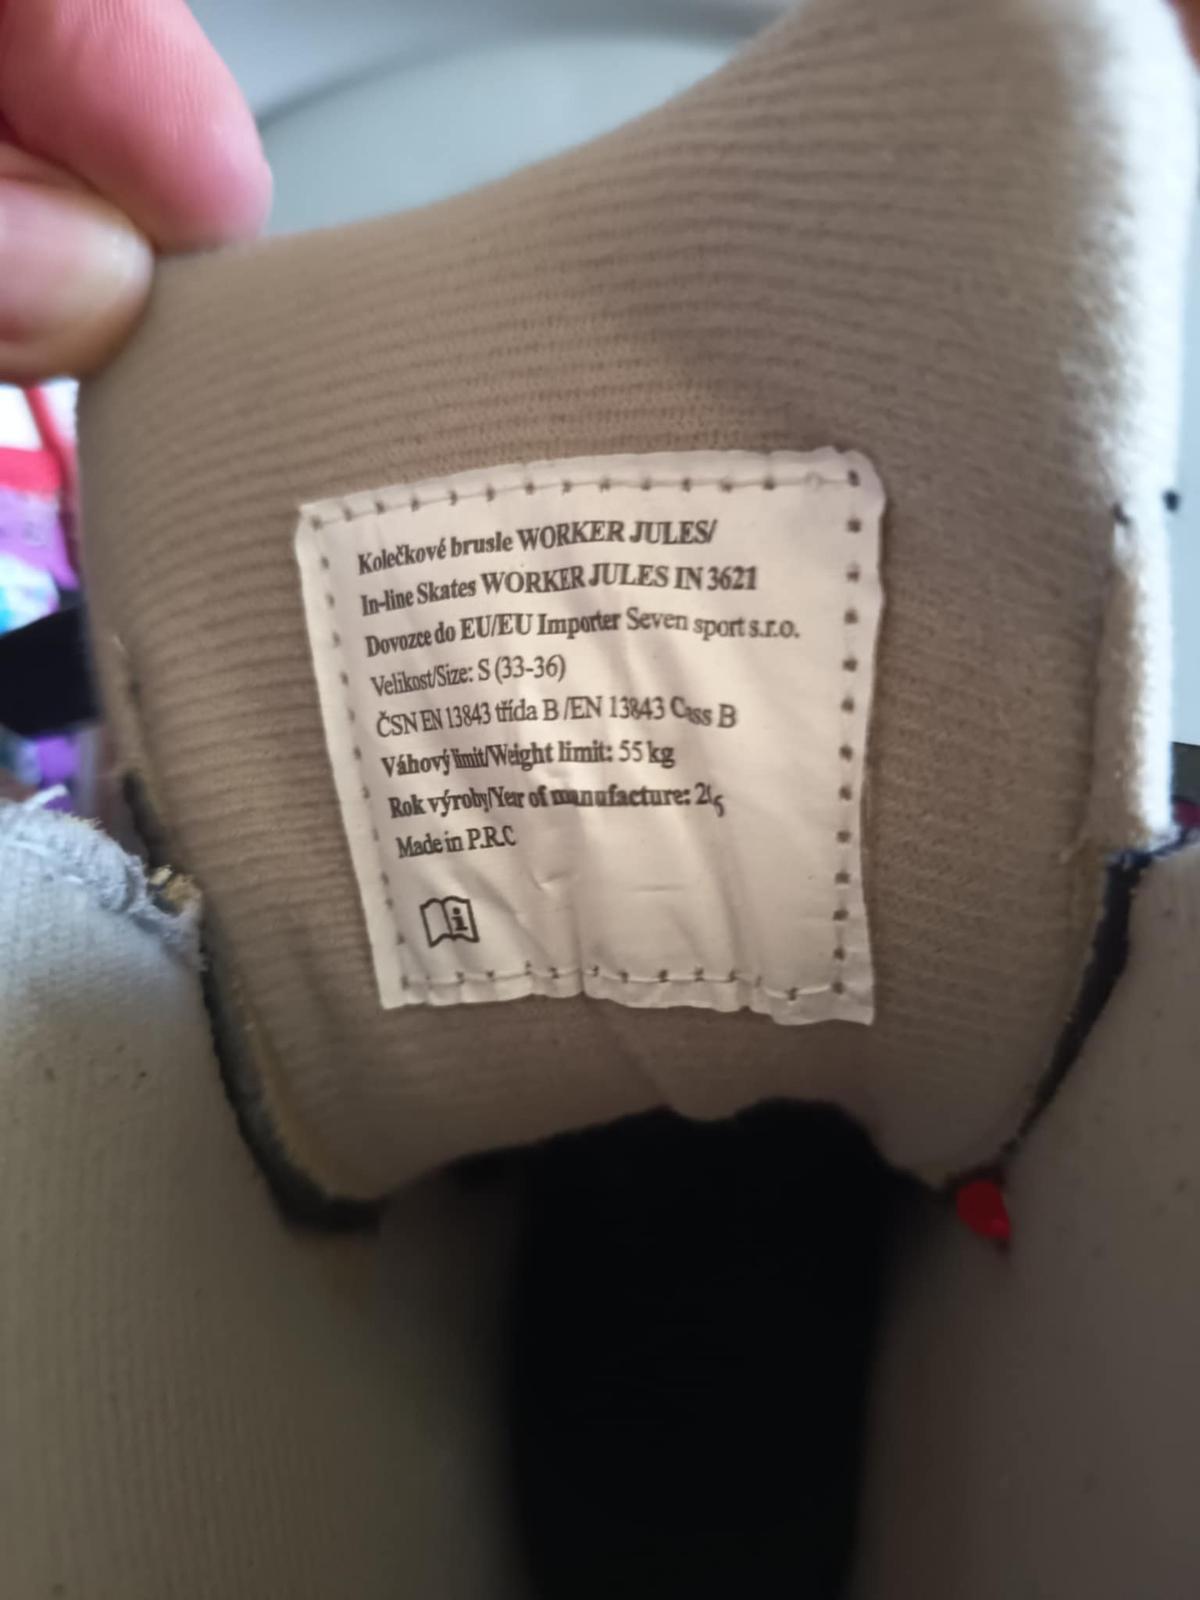 Kolečkové brusle WORKER JULES/
In-line Skates WORKER JULES IN 3621
Dovozce do EU/EU Importer Seven sport s.r.o.
Velikost/Size: S (33-36)
ČSN EN 13843 třída B /EN 13843 Cass B
Váhový limit/Weight limit: 55 kg
Rok výroby/Year of manufacture:
Made in P.R.C